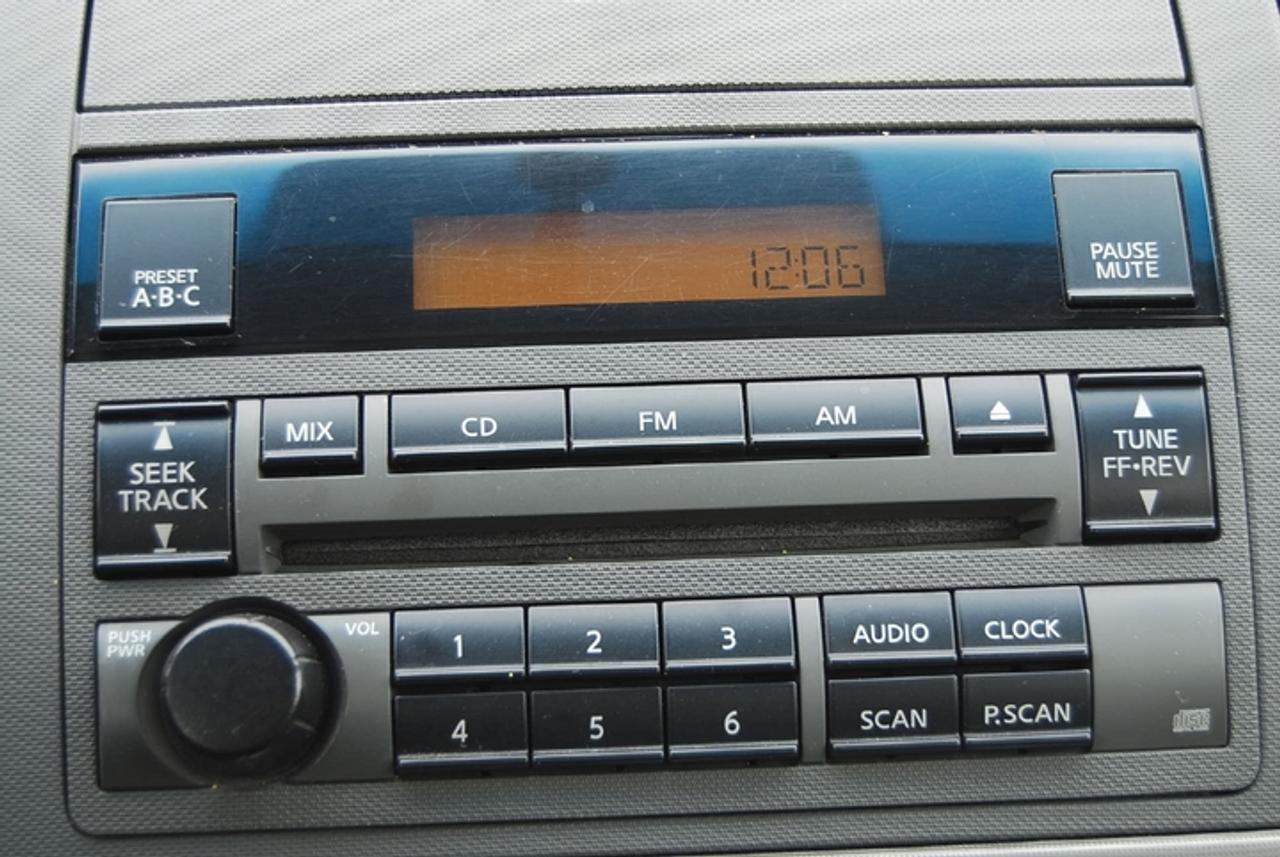 12:06
PRESET
A·B·C
PAUSE
MUTE
SEEK
TRACK
MIX
CD
FM
AM
TUNE
FF·REV
PUSH
PWR
VOL
1
2
3
4
5
6
AUDIO
CLOCK
SCAN
P.SCAN
disc